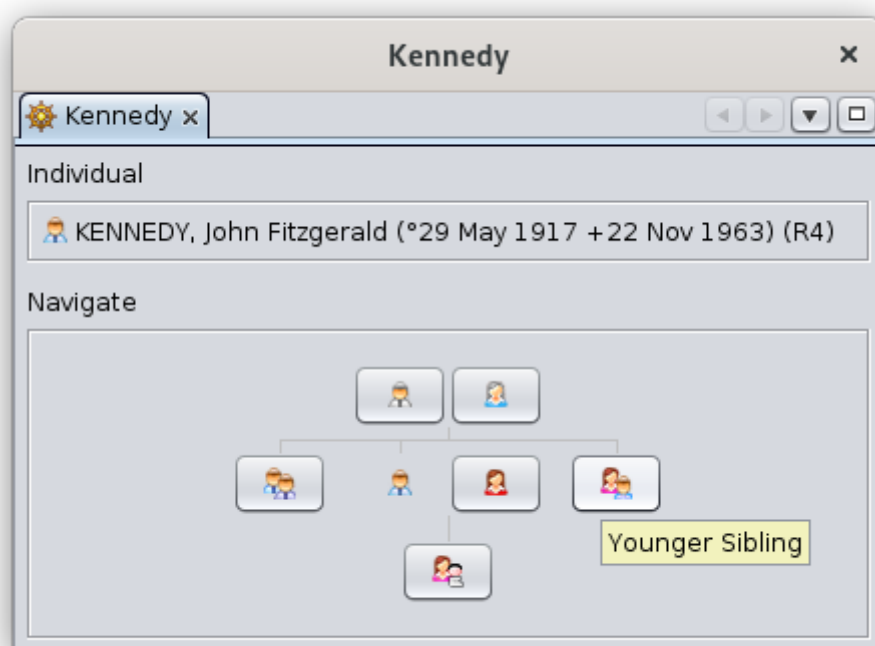 Kennedy
Kennedy
Individual
KENNEDY, John Fitzgerald (°29 May 1917 +22 Nov 1963) (R4)
Navigate
Younger Sibling